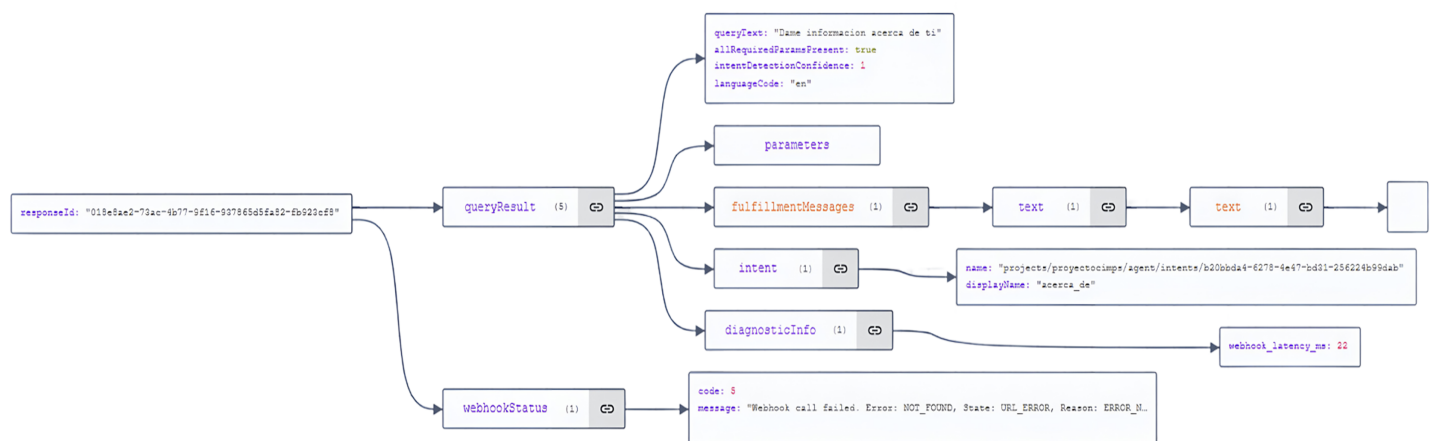 queryText: "Dame informacion acerca de ti"
allRequiredParamsPresent: true
intentDetectionConfidence: 1
languageCode: "en"
parameters
responseId: "018e8ae2-73ac-4b77-9f16-937865d5fa82-fb923cf8"
queryResult (5)
fulfillmentMessages (1)
text (1)
text (1)
intent (1)
name: "projects/proyectocimps/agent/intents/b20bbda4-6278-4e47-bd31-256224b99dab"
displayName: "acerca_de"
diagnosticInfo (1)
webhook_latency_ms: 22
webhookStatus (1)
code: 5
message: "Webhook call failed. Error: NOT_FOUND, State: URL_ERROR, Reason: ERROR_N…